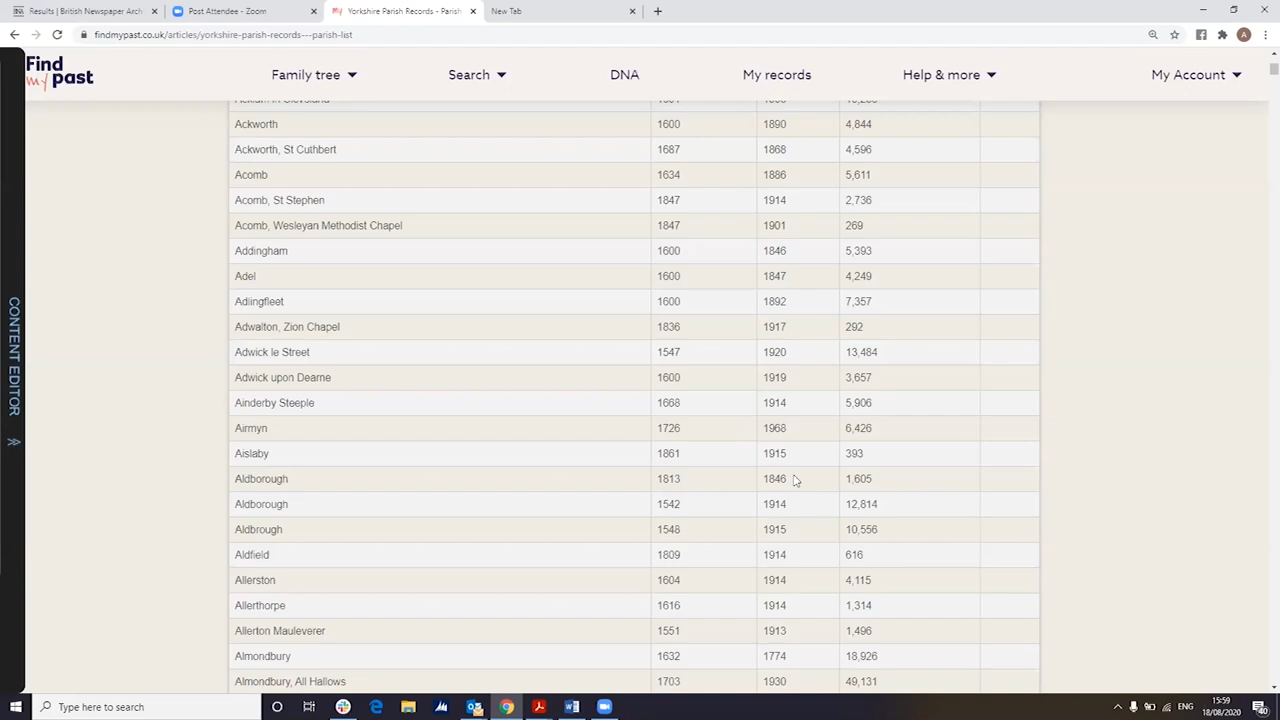 Results | British Newspaper Arch
Post Attendee - Zoom
Yorkshire Parish Records - Parish
New Tab
findmypast.co.uk/articles/yorkshire-parish-records---parish-list
A
Find my past
Family tree
Search
DNA
My records
Help & more
My Account
Ackworth 1600 1890 4,844
Ackworth, St Cuthbert 1687 1868 4,596
Acomb 1634 1886 5,611
Acomb, St Stephen 1847 1914 2,736
Acomb, Wesleyan Methodist Chapel 1847 1901 269
Addingham 1600 1846 5,393
Adel 1600 1847 4,249
Adlingfleet 1600 1892 7,357
Adwalton, Zion Chapel 1836 1917 292
Adwick le Street 1547 1920 13,484
Adwick upon Dearne 1600 1919 3,657
Ainderby Steeple 1668 1914 5,906
Airmyn 1726 1968 6,426
Aislaby 1861 1915 393
Aldborough 1813 1846 1,605
Aldborough 1542 1914 12,814
Aldbrough 1548 1915 10,556
Aldfield 1809 1914 616
Allerston 1604 1914 4,115
Allerthorpe 1616 1914 1,314
Allerton Mauleverer 1551 1913 1,496
Almondbury 1632 1774 18,926
Almondbury, All Hallows 1703 1930 49,131
CONTENT EDITOR
Type here to search
15:59
18/08/2020
40